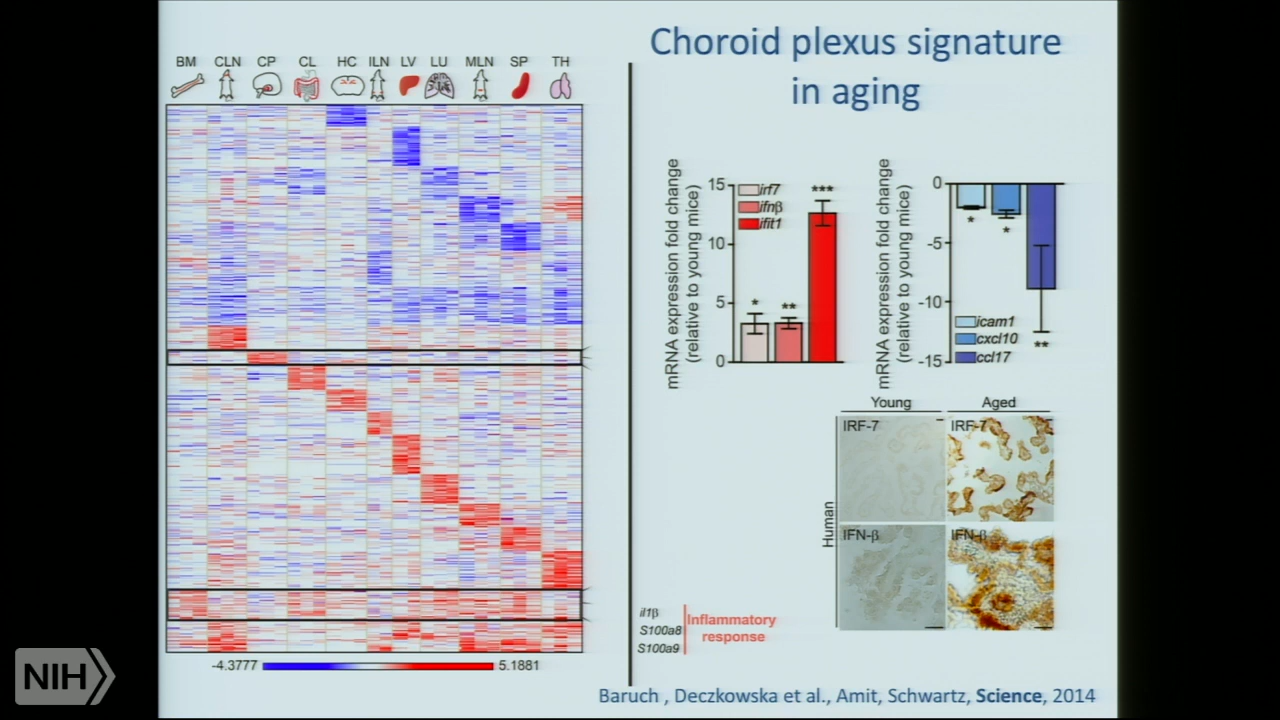 Choroid plexus signature
in aging
BM CLN CP CL HC ILN LV LU MLN SP TH
-4.3777 5.1881
mRNA expression fold change
(relative to young mice)
15
10
5
0
irf7
ifnβ
ifit1
*
**
***
mRNA expression fold change
(relative to young mice)
0
-5
-10
-15
*
*
**
icam1
cxcl10
ccl17
Young Aged
Human
IRF-7 IRF-7
IFN-β IFN-β
il1β
S100a8
S100a9
Inflammatory
response
Baruch , Deczkowska et al., Amit, Schwartz, Science, 2014
NIH